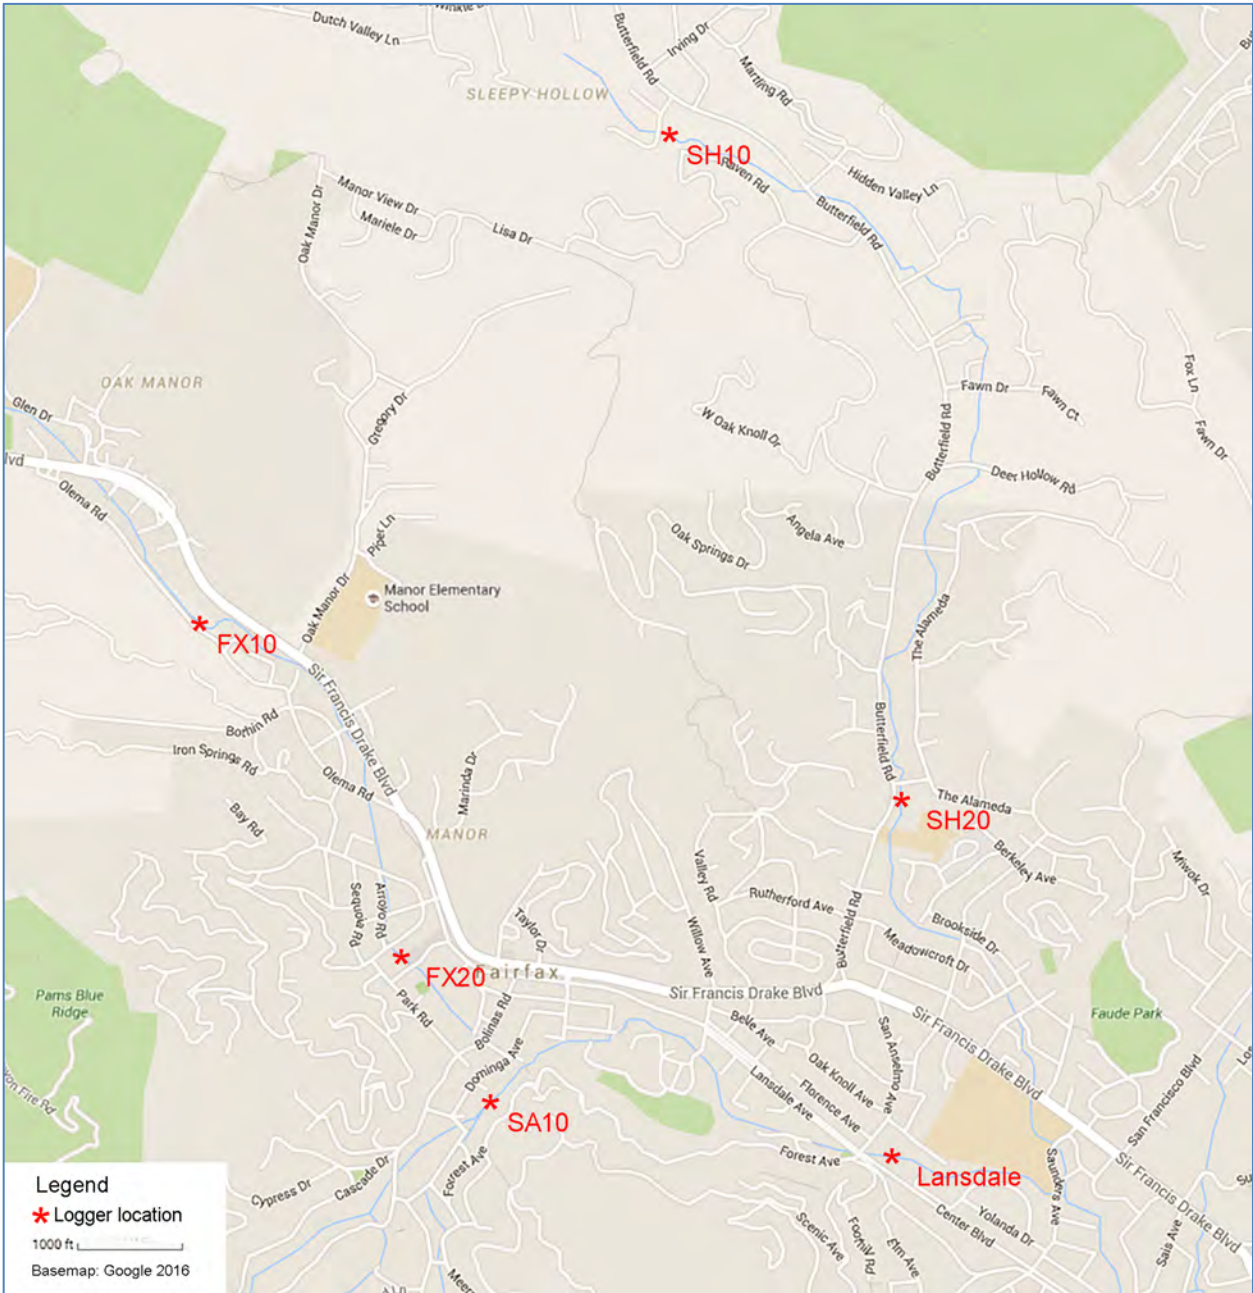 Dutch Valley Ln
Butterfield Rd
Irving Dr
Martling Rd
SLEEPY HOLLOW
SH10
Raven Rd
Hidden Valley Ln
Butterfield Rd
Manor View Dr
Mariele Dr
Lisa Dr
Oak Manor Dr
OAK MANOR
Glen Dr
Gregory Dr
W Oak Knoll Dr
Butterfield Rd
Fawn Dr
Fawn Ct
Fox Ln
Fawn Dr
lvd
Olema Rd
Deer Hollow Rd
Piper Ln
Oak Springs Dr
Angela Ave
Oak Manor Dr
Manor Elementary
School
The Alameda
FX10
Sir Francis Drake Blvd
Bothin Rd
Iron Springs Rd
Olema Rd
Marinda Dr
Butterfield Rd
The Alameda
SH20
Bay Rd
MANOR
Berkeley Ave
Miwok Dr
Valley Rd
Rutherford Ave
Sequoia Rd
Arroyo Rd
Taylor Dr
Willow Ave
Butterfield Rd
Meadowcroft Dr
Brookside Dr
FX20
Fairfax
Sir Francis Drake Blvd
Pams Blue
Ridge
Park Rd
Bolinas Rd
Belle Ave
San Anselmo Ave
Sir Francis Drake Blvd
Faude Park
Dominga Ave
Oak Knoll Ave
Florence Ave
Lansdale Ave
San Francisco Blvd
on Fire Rd
SA10
Forest Ave
Lansdale
Saunders Ave
Sir Francis Drake Blvd
Cypress Dr
Cascade Dr
Forrest Ave
Scenic Ave
Foothill Rd
Elm Ave
Center Blvd
Yolanda Dr
Sais Ave
Legend
* Logger location
1000 ft
Basemap: Google 2016